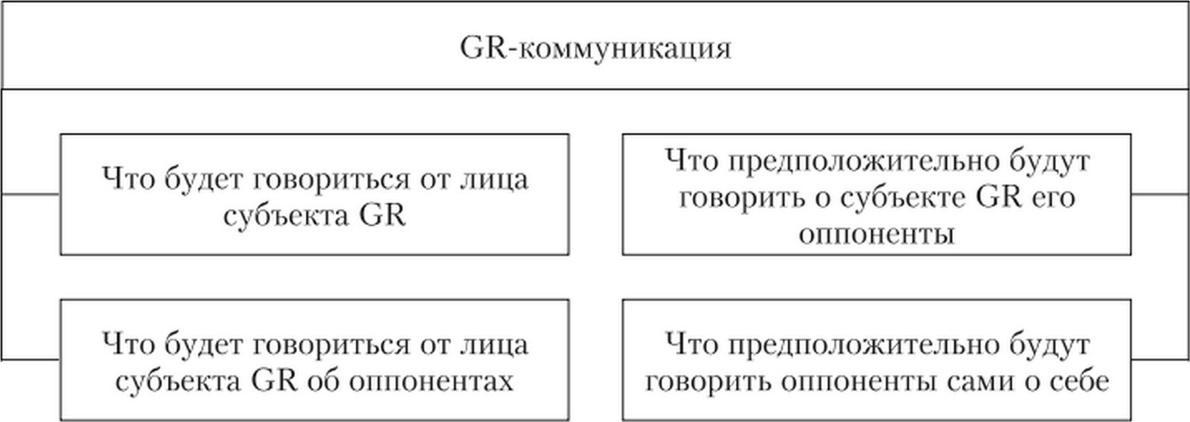 GR-коммуникация
Что будет говориться от лица
субъекта GR
Что предположительно будут
говорить о субъекте GR его
оппоненты
Что будет говориться от лица
субъекта GR об оппонентах
Что предположительно будут
говорить оппоненты сами о себе